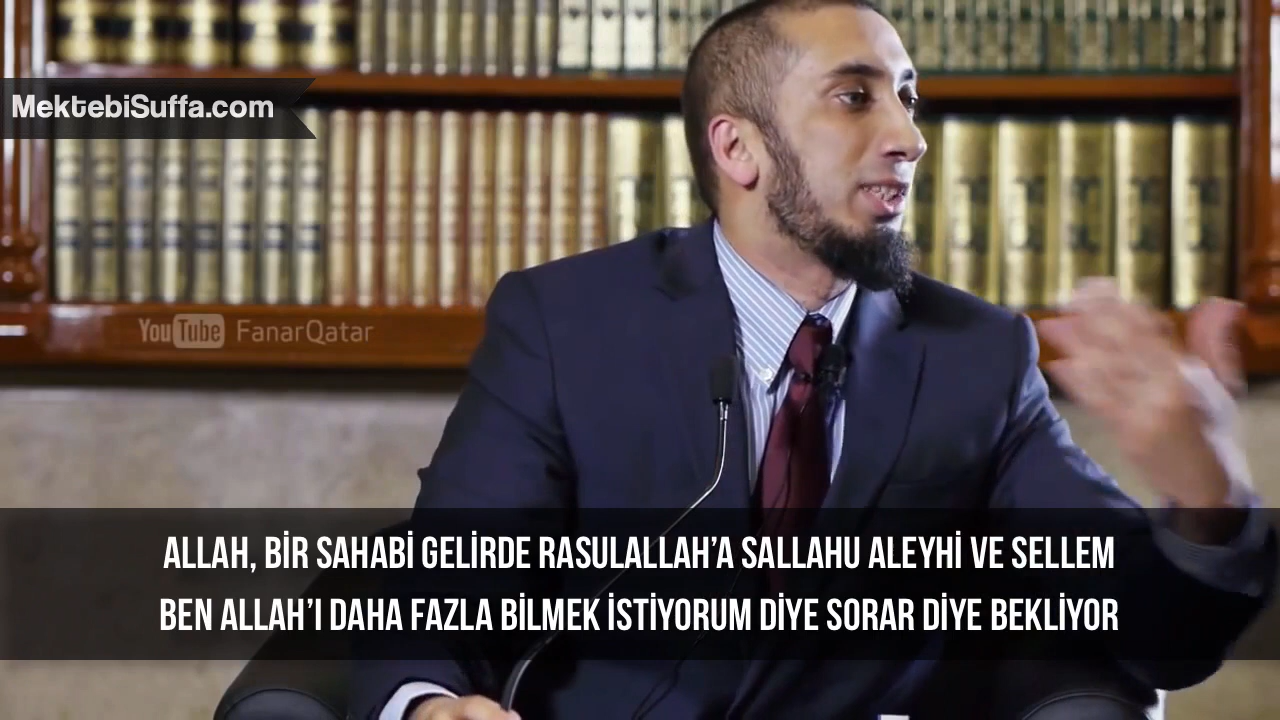 MektebiSuffa.com
YouTube FanarQatar
ALLAH, BİR SAHABİ GELİRDE RASULALLAH'A SALLAHU ALEYHİ VE SELLEM
BEN ALLAH'I DAHA FAZLA BİLMEK İSTİYORUM DİYE SORAR DİYE BEKLİYOR